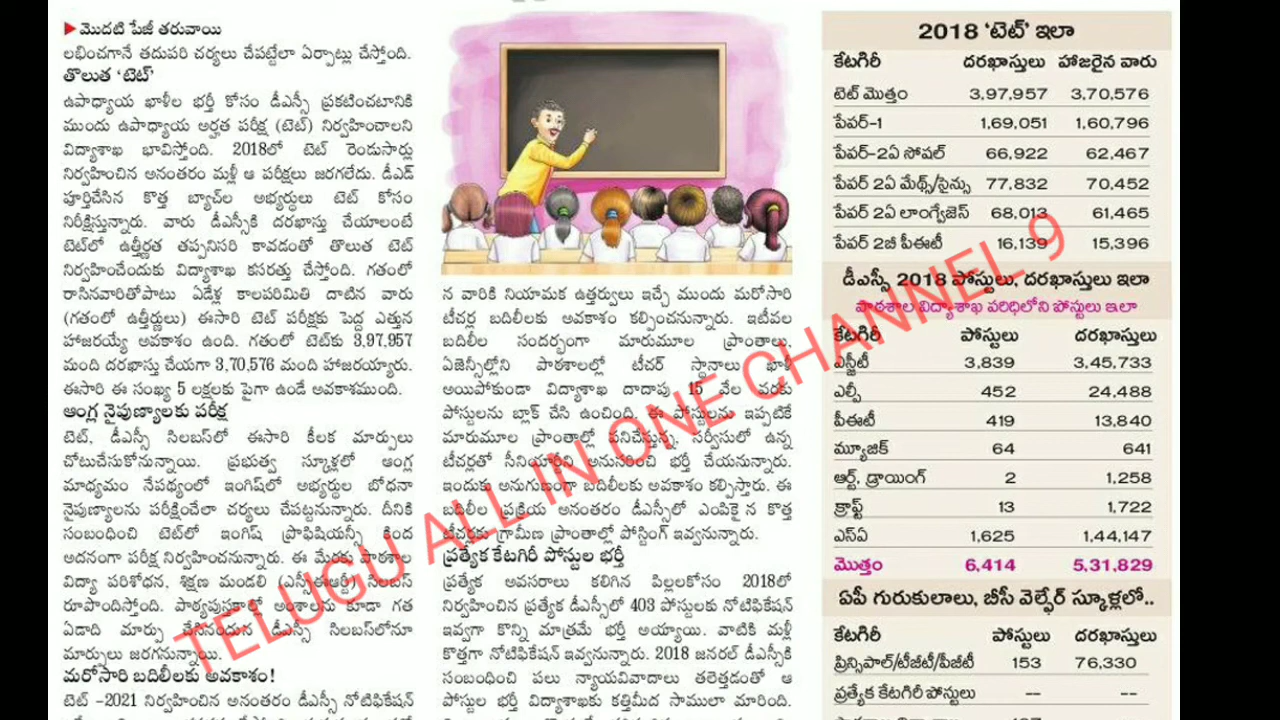 ▶ మొదటి పేజీ తరువాయి
లభించగానే తదుపరి చర్యలు చేపట్టేలా ఏర్పాట్లు చేస్తోంది.
తొలుత ‘టెట్’
ఉపాధ్యాయ ఖాళీల భర్తీ కోసం డీఎస్సీ ప్రకటించటానికి
ముందు ఉపాధ్యాయ అర్హత పరీక్ష (టెట్) నిర్వహించాలని
విద్యాశాఖ భావిస్తోంది. 2018లో టెట్ రెండుసార్లు
నిర్వహించిన అనంతరం మళ్లీ ఆ పరీక్షలు జరగలేదు. డీఎడ్
పూర్తిచేసిన కొత్త బ్యాచ్‌ల అభ్యర్థులు టెట్ కోసం
నిరీక్షిస్తున్నారు. వారు డీఎస్సీకి దరఖాస్తు చేయాలంటే
టెట్‌లో ఉత్తీర్ణత తప్పనిసరి కావడంతో తొలుత టెట్
నిర్వహించేందుకు విద్యాశాఖ కసరత్తు చేస్తోంది. గతంలో
రాసినవారితోపాటు ఏడేళ్ల కాలపరిమితి దాటిన వారు
(గతంలో ఉత్తీర్ణులు) ఈసారి టెట్ పరీక్షకు పెద్ద ఎత్తున
హాజరయ్యే అవకాశం ఉంది. గతంలో టెట్‌కు 3,97,957
మంది దరఖాస్తు చేయగా 3,70,576 మంది హాజరయ్యారు.
ఈసారి ఈ సంఖ్య 5 లక్షలకు పైగా ఉండే అవకాశముంది.
ఆంగ్ల నైపుణ్యాలకు పరీక్ష
టెట్, డీఎస్సీ సిలబస్‌లో ఈసారి కీలక మార్పులు
చోటుచేసుకోనున్నాయి. ప్రభుత్వ స్కూళ్లలో ఆంగ్ల
మాధ్యమం నేపథ్యంలో ఇంగిష్‌లో అభ్యర్థుల బోధనా
నైపుణ్యాలను పరీక్షించేలా చర్యలు చేపట్టనున్నారు. దీనికి
సంబంధించి టెట్‌లో ఇంగిష్ ప్రొఫిషియన్సీ కింద
అదనంగా పరీక్ష నిర్వహించనున్నారు. ఈ మేరకు పాఠశాల
విద్యా పరిశోధన, శిక్షణ మండలి (ఎస్సీఈఆర్టీ) సిలబస్
రూపొందిస్తోంది. పాఠ్యపుస్తకాల్లో అంశాలను కూడా గత
ఏడాది మార్పు చేసినందున డీఎస్సీ సిలబస్‌లోనూ
మార్పులు జరగనున్నాయి.
మరోసారి బదిలీలకు అవకాశం!
టెట్ -2021 నిర్వహించిన అనంతరం డీఎస్సీ నోటిఫికేషన్
న వారికి నియామక ఉత్తర్వులు ఇచ్చే ముందు మరోసారి
టీచర్ల బదిలీలకు అవకాశం కల్పించనున్నారు. ఇటీవల
బదిలీల సందర్భంగా మారుమూల ప్రాంతాలు,
ఏజెన్సీల్లోని పాఠశాలల్లో టీచర్ స్థానాలు ఖాళీ
అయిపోకుండా విద్యాశాఖ దాదాపు 15 వేల వరకు
పోస్టులను బ్లాక్ చేసి ఉంచింది. ఈ పోస్టులను ఇప్పటికే
మారుమూల ప్రాంతాల్లో పనిచేస్తున్న, సర్వీసులో ఉన్న
టీచర్లతో సీనియార్టీని అనుసరించి భర్తీ చేయనున్నారు.
ఇందుకు అనుగుణంగా బదిలీలకు అవకాశం కల్పిస్తారు. ఈ
బదిలీల ప్రక్రియ అనంతరం డీఎస్సీలో ఎంపికై న కొత్త
టీచర్లకు గ్రామీణ ప్రాంతాల్లో పోస్టింగ్ ఇవ్వనున్నారు.
ప్రత్యేక కేటగిరీ పోస్టుల భర్తీ
ప్రత్యేక అవసరాలు కలిగిన పిల్లలకోసం 2018లో
నిర్వహించిన ప్రత్యేక డీఎస్సీలో 403 పోస్టులకు నోటిఫికేషన్
ఇవ్వగా కొన్ని మాత్రమే భర్తీ అయ్యాయి. వాటికి మళ్లీ
కొత్తగా నోటిఫికేషన్ ఇవ్వనున్నారు. 2018 జనరల్ డీఎస్సీకి
సంబంధించి పలు న్యాయవివాదాలు తలెత్తడంతో ఆ
పోస్టుల భర్తీ విద్యాశాఖకు కత్తిమీద సాములా మారింది.
2018 ‘టెట్’ ఇలా
కేటగిరీ దరఖాస్తులు హాజరైన వారు
టెట్ మొత్తం 3,97,957 3,70,576
పేపర్-1 1,69,051 1,60,796
పేపర్-2ఏ సోషల్ 66,922 62,467
పేపర్ 2ఏ మేథ్స్/సైన్సు 77,832 70,452
పేపర్ 2ఏ లాంగ్వేజెస్ 68,013 61,465
పేపర్ 2బీ పీఈటీ 16,139 15,396
డీఎస్సీ 2018 పోస్టులు, దరఖాస్తులు ఇలా
పాఠశాల విద్యాశాఖ పరిధిలోని పోస్టులు ఇలా
కేటగిరీ పోస్టులు దరఖాస్తులు
ఎస్జీటీ 3,839 3,45,733
ఎల్పీ 452 24,488
పీఈటీ 419 13,840
మ్యూజిక్ 64 641
ఆర్ట్, డ్రాయింగ్ 2 1,258
క్రాఫ్ట్ 13 1,722
ఎస్ఏ 1,625 1,44,147
మొత్తం 6,414 5,31,829
ఏపీ గురుకులాలు, బీసీ వెల్ఫేర్ స్కూళ్లలో..
కేటగిరీ పోస్టులు దరఖాస్తులు
ప్రిన్సిపాల్/టీజీటీ/పీజీటీ 153 76,330
ప్రత్యేక కేటగిరీ పోస్టులు -- --
TELUGU ALL IN ONE CHANNEL 9